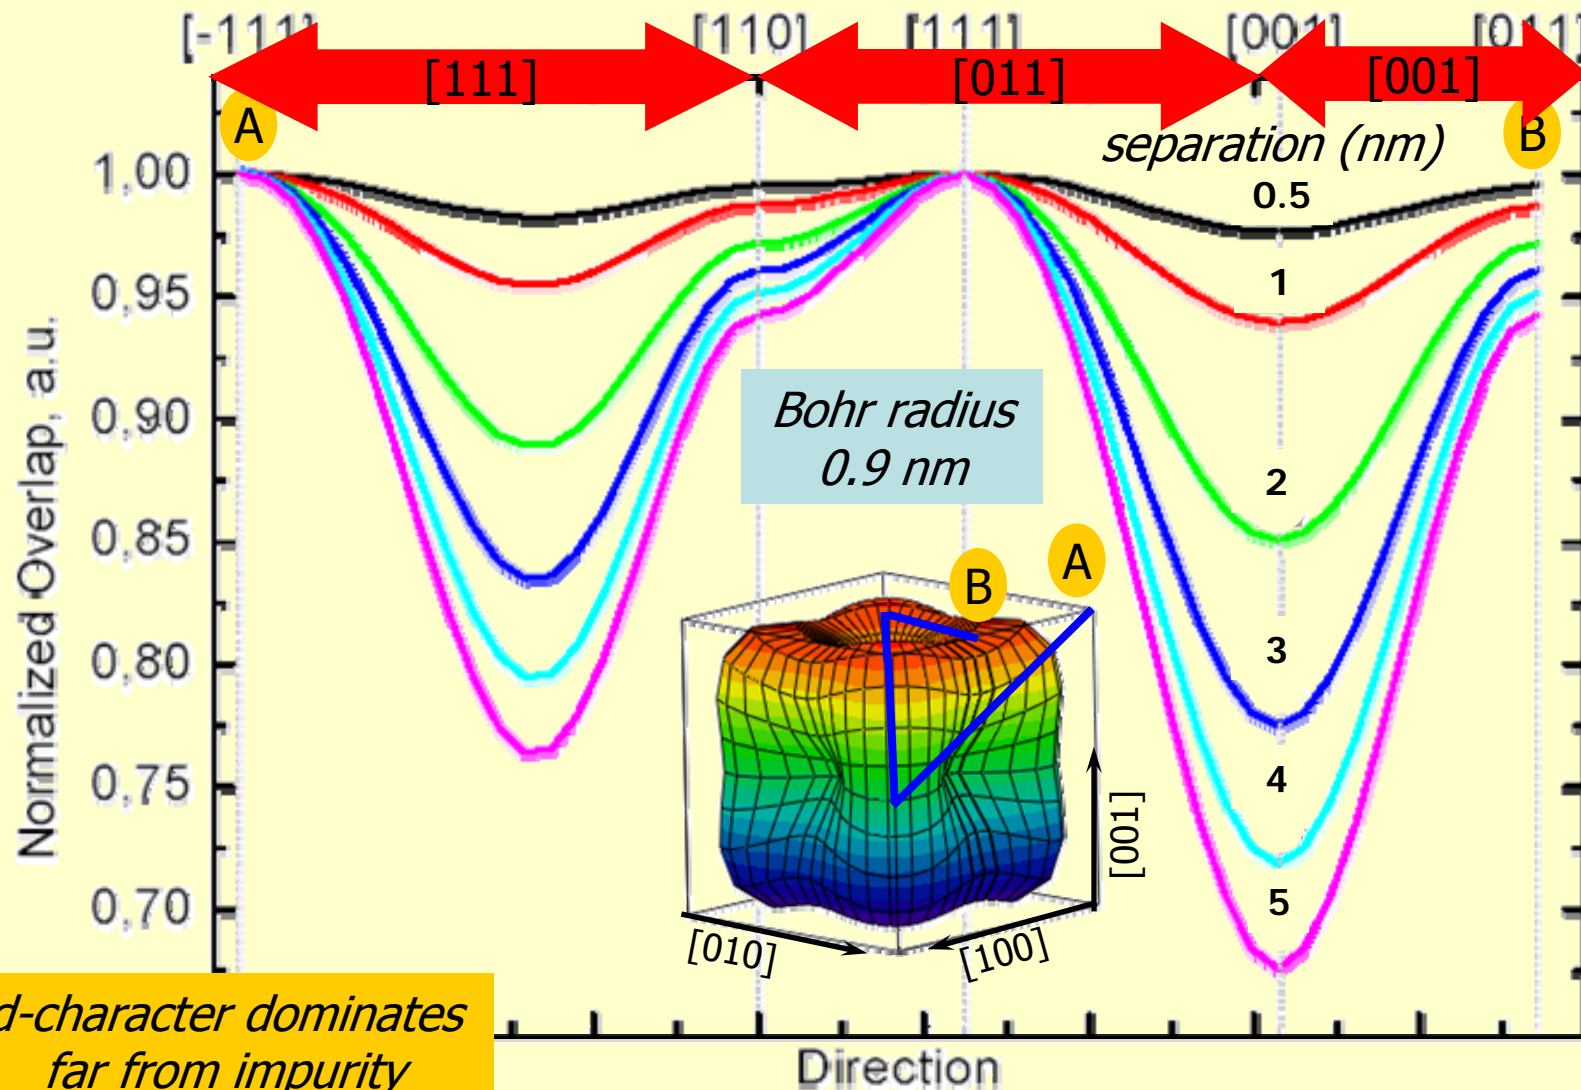 [-111] [110] [111] [001] [011]
[111] [011] [001]
A B
separation (nm)
1,00
0.5
0,95
1
0,90
Bohr radius
0.9 nm
2
0,85
A
B
0,80
3
0,75
4
0,70
5
Normalized Overlap, a.u.
[001]
[010] [100]
d-character dominates
far from impurity
Direction